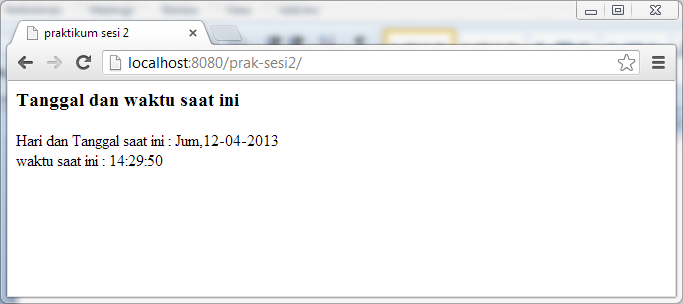 praktikum sesi 2
localhost:8080/prak-sesi2/
Tanggal dan waktu saat ini
Hari dan Tanggal saat ini : Jum,12-04-2013
waktu saat ini : 14:29:50